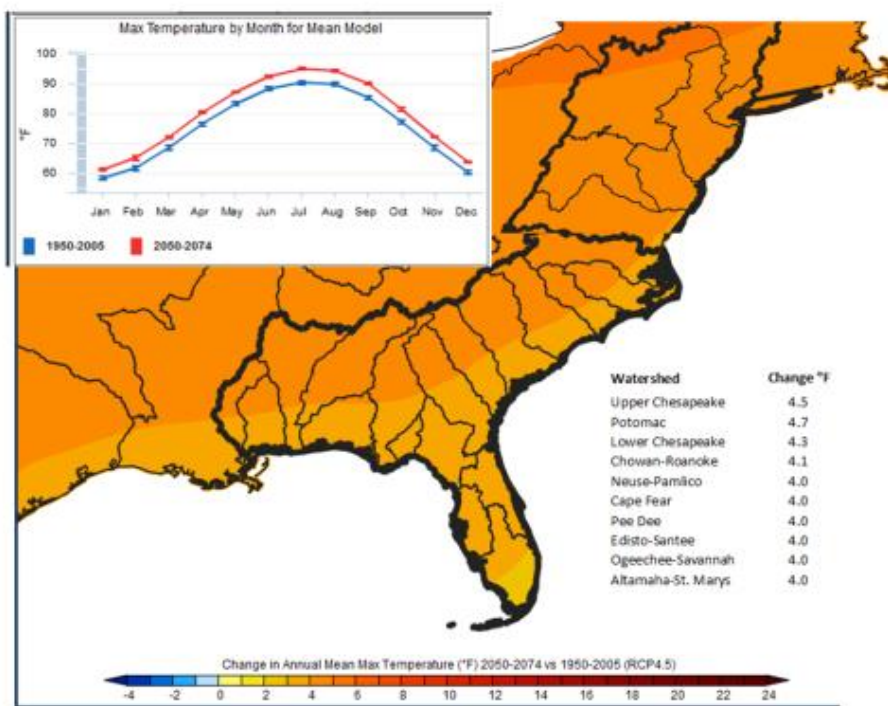 Max Temperature by Month for Mean Model
100
90
80
70
60
°F
Jan Feb Mar Apr May Jun Jul Aug Sep Oct Nov Dec
1950-2005 2050-2074
Watershed Change °F
Upper Chesapeake 4.5
Potomac 4.7
Lower Chesapeake 4.3
Chowan-Roanoke 4.1
Neuse-Pamlico 4.0
Cape Fear 4.0
Pee Dee 4.0
Edisto-Santee 4.0
Ogeechee-Savannah 4.0
Altamaha-St. Marys 4.0
Change in Annual Mean Max Temperature (°F) 2050-2074 vs 1950-2005 (RCP4.5)
-4 -2 0 2 4 6 8 10 12 14 16 18 20 22 24